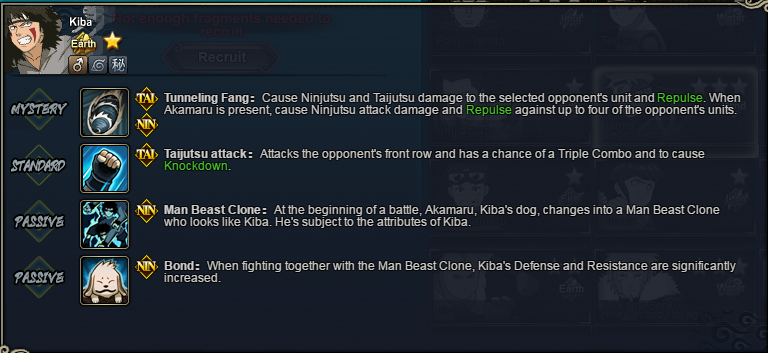 Not enough fragments needed to
recruit
Recruit
Kiba
Earth
秘
MYSTERY
TAI
NIN
Tunneling Fang: Cause Ninjutsu and Taijutsu damage to the selected opponent's unit and Repulse. When
Akamaru is present, cause Ninjutsu attack damage and Repulse against up to four of the opponent's units.
STANDARD
TAI
Taijutsu attack: Attacks the opponent's front row and has a chance of a Triple Combo and to cause
Knockdown.
PASSIVE
NIN
Man Beast Clone: At the beginning of a battle, Akamaru, Kiba's dog, changes into a Man Beast Clone
who looks like Kiba. He's subject to the attributes of Kiba.
PASSIVE
NIN
Bond: When fighting together with the Man Beast Clone, Kiba's Defense and Resistance are significantly
increased.
Earth